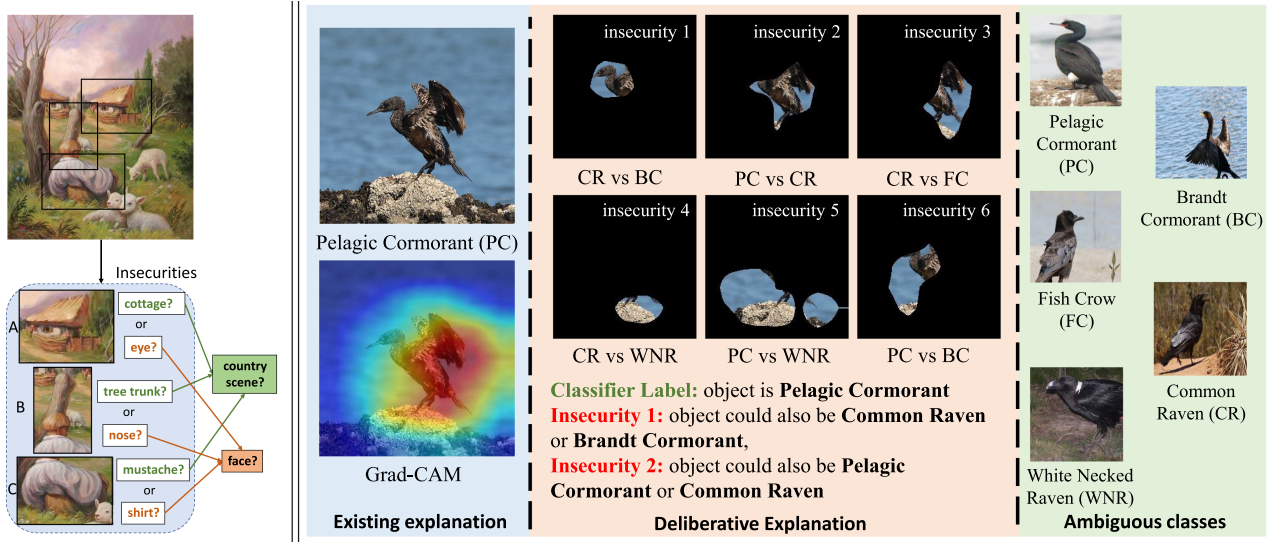 Insecurities
A
cottage?
or
eye?
B
tree trunk?
or
nose?
C
mustache?
or
shirt?
country
scene?
face?
Pelagic Cormorant (PC)
Grad-CAM
Existing explanation
insecurity 1
insecurity 2
insecurity 3
CR vs BC
PC vs CR
CR vs FC
insecurity 4
insecurity 5
insecurity 6
CR vs WNR
PC vs WNR
PC vs BC
Classifier Label: object is Pelagic Cormorant
Insecurity 1: object could also be Common Raven
or Brandt Cormorant,
Insecurity 2: object could also be Pelagic
Cormorant or Common Raven
Deliberative Explanation
Pelagic
Cormorant
(PC)
Brandt
Cormorant (BC)
Fish Crow
(FC)
Common
Raven (CR)
White Necked
Raven (WNR)
Ambiguous classes